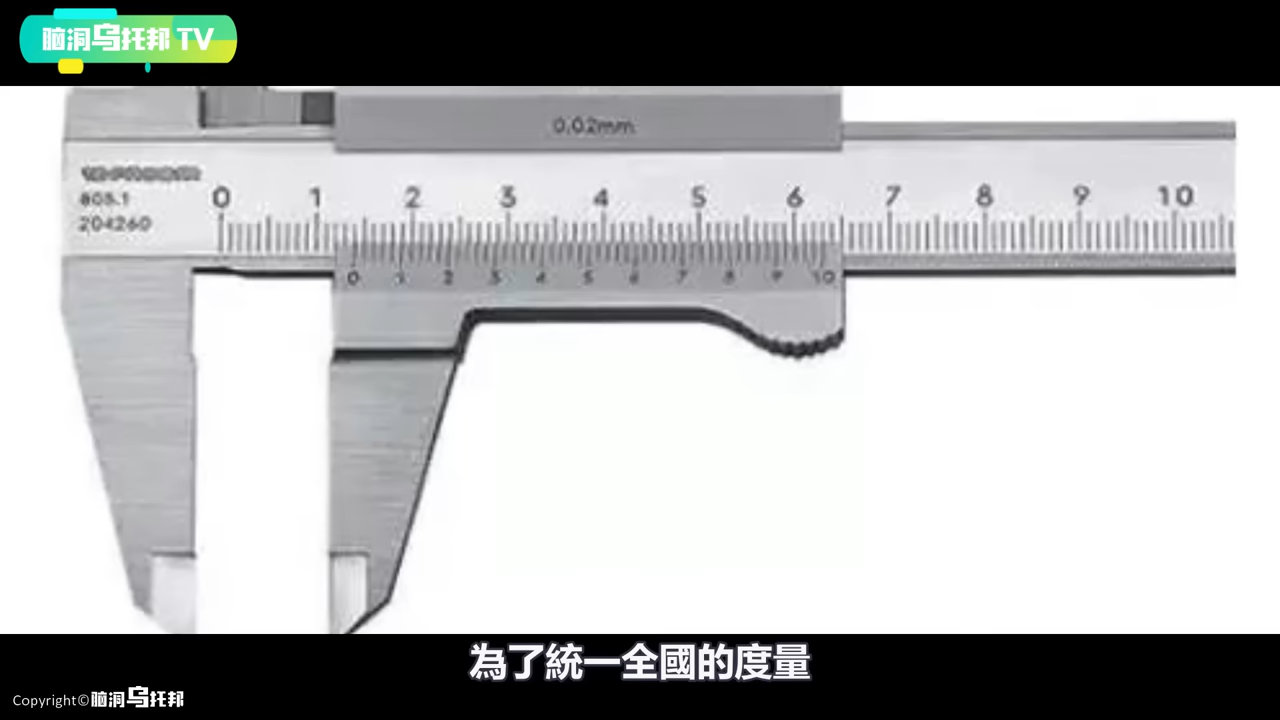 脑洞乌托邦 TV
0.02mm
805.1
204260
0 1 2 3 4 5 6 7 8 9 10
0 1 2 3 4 5 6 7 8 9 10
為了統一全國的度量
Copyright©脑洞乌托邦